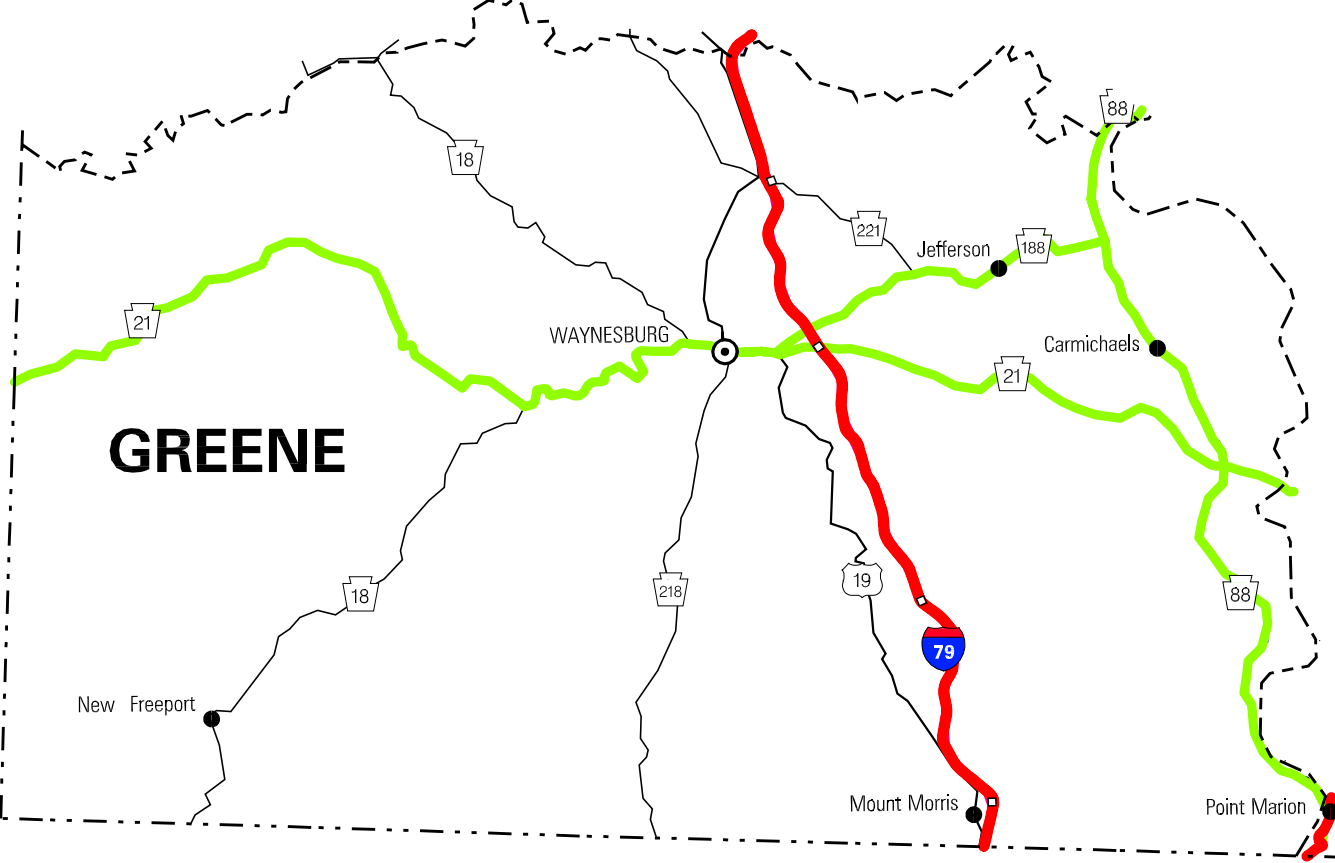 88
18
221
Jefferson
188
21
WAYNESBURG
Carmichaels
21
GREENE
18
218
19
88
79
New Freeport
Mount Morris
Point Marion